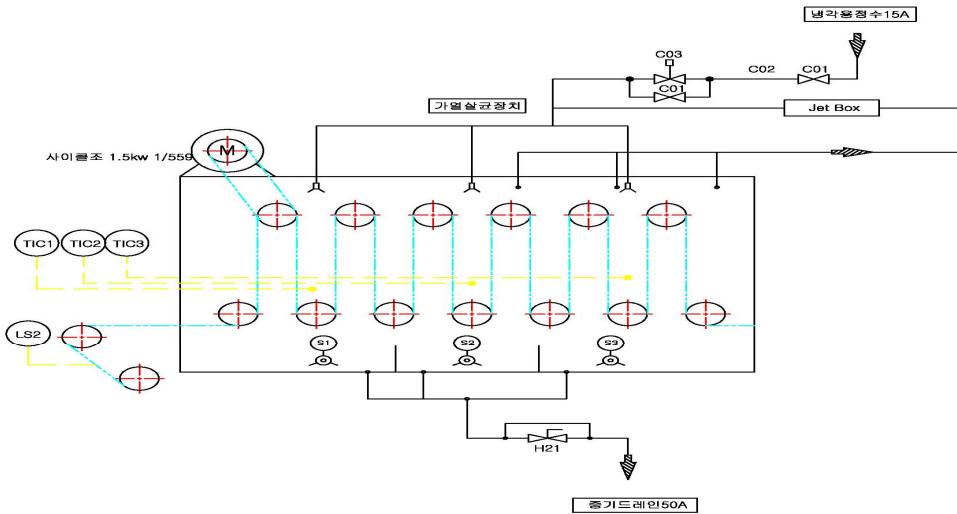 냉각용정수15A
C03
C02
C01
C01
가열살균장치
Jet Box
사이클조 1.5kw 1/559
M
TIC1
TIC2
TIC3
LS2
S1
S2
S3
H21
증기드레인50A